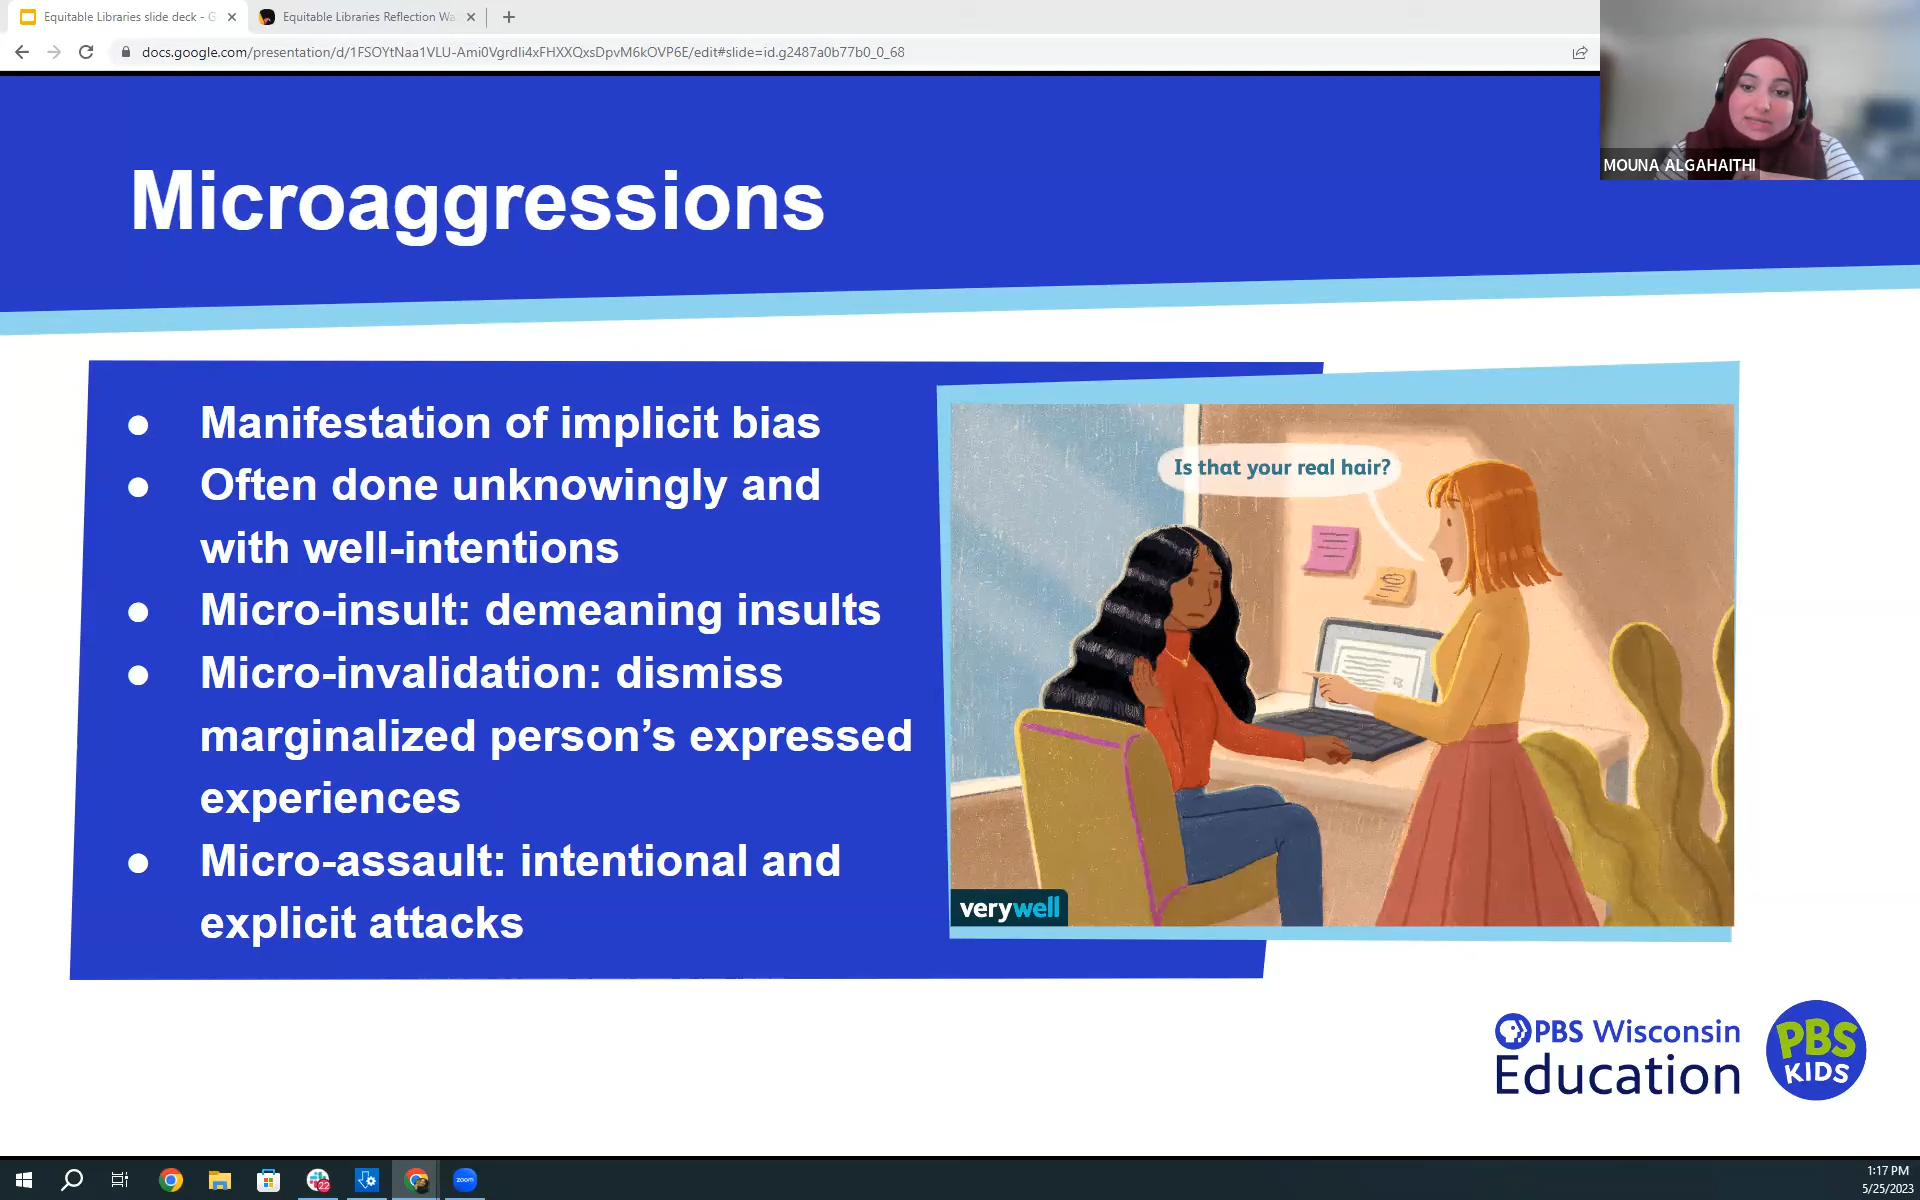 Equitable Libraries slide deck - G
Equitable Libraries Reflection Wa
docs.google.com/presentation/d/1FSOYtNaa1VLU-Ami0Vgrdli4xFHXXQxsDpvM6kOVP6E/edit#slide=id.g2487a0b77b0_0_68
MOUNA ALGAHAITHI
Microaggressions
● Manifestation of implicit bias
● Often done unknowingly and
with well-intentions
● Micro-insult: demeaning insults
● Micro-invalidation: dismiss
marginalized person’s expressed
experiences
● Micro-assault: intentional and
explicit attacks
Is that your real hair?
verywell
PBS Wisconsin
Education
PBS
KIDS
22
zoom
1:17 PM
5/25/2023